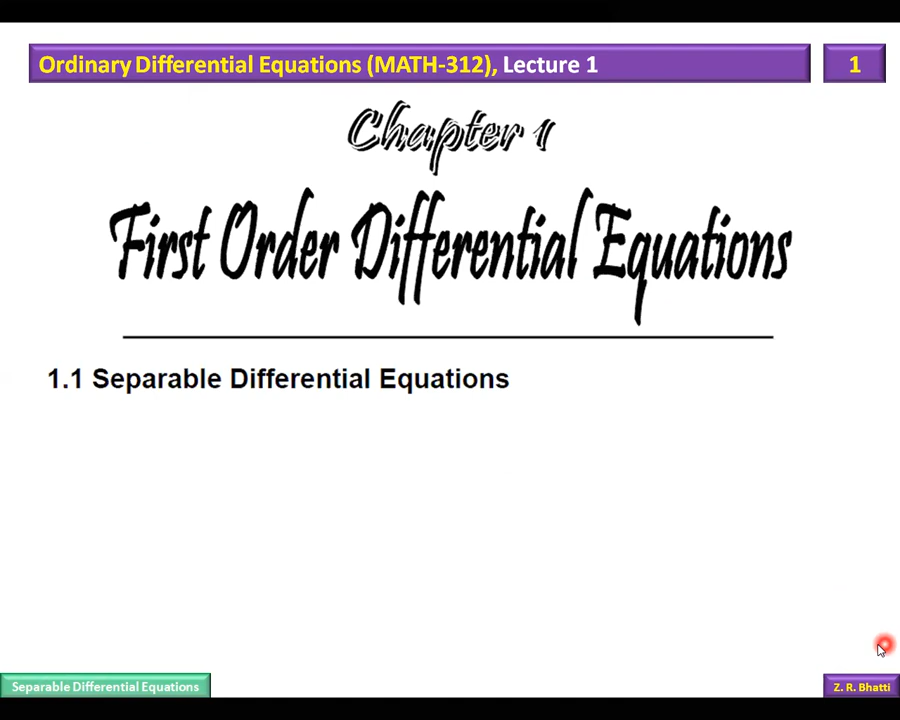 Ordinary Differential Equations (MATH-312), Lecture 1
1
Chapter 1
First Order Differential Equations
1.1 Separable Differential Equations
Separable Differential Equations
Z. R. Bhatti